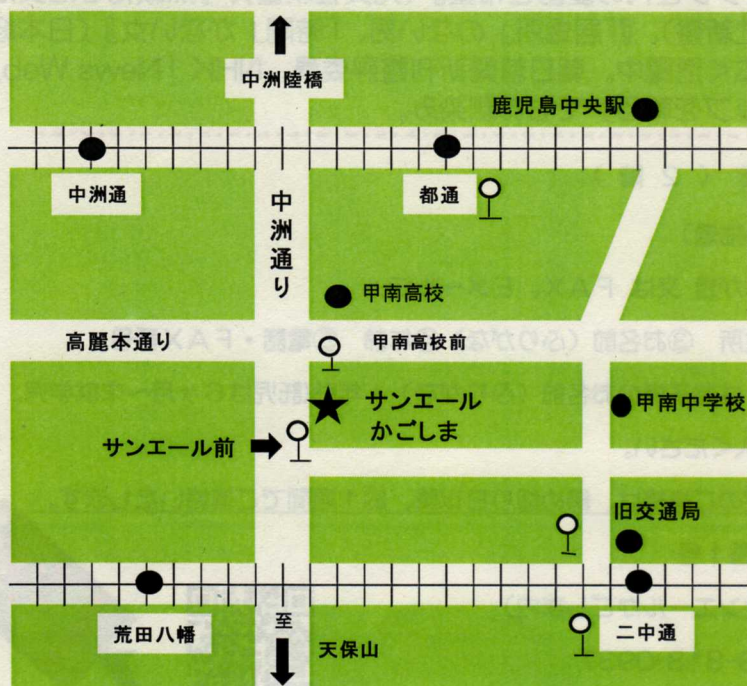 中洲陸橋
鹿児島中央駅
中洲通
都通
中洲通り
甲南高校
高麗本通り
甲南高校前
サンエール
かごしま
甲南中学校
サンエール前
旧交通局
荒田八幡
至
天保山
二中通